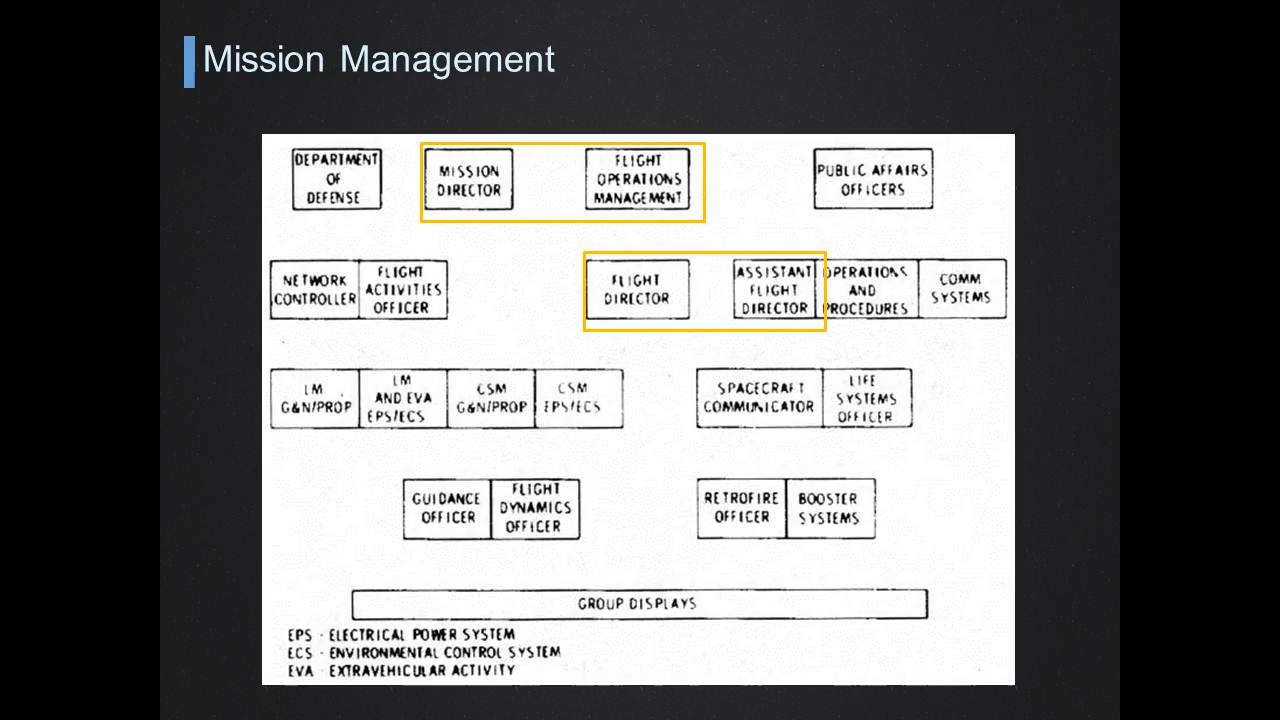 Mission Management
DEPARTMENT
OF
DEFENSE
MISSION
DIRECTOR
FLIGHT
OPERATIONS
MANAGEMENT
PUBLIC AFFAIRS
OFFICERS
NETWORK
CONTROLLER
FLIGHT
ACTIVITIES
OFFICER
FLIGHT
DIRECTOR
ASSISTANT
FLIGHT
DIRECTOR
OPERATIONS
AND
PROCEDURES
COMM
SYSTEMS
LM
G&N/PROP
LM
AND EVA
EPS/ECS
CSM
G&N/PROP
CSM
EPS/ECS
SPACECRAFT
COMMUNICATOR
LIFE
SYSTEMS
OFFICER
GUIDANCE
OFFICER
FLIGHT
DYNAMICS
OFFICER
RETROFIRE
OFFICER
BOOSTER
SYSTEMS
GROUP DISPLAYS
EPS - ELECTRICAL POWER SYSTEM
ECS - ENVIRONMENTAL CONTROL SYSTEM
EVA - EXTRAVEHICULAR ACTIVITY